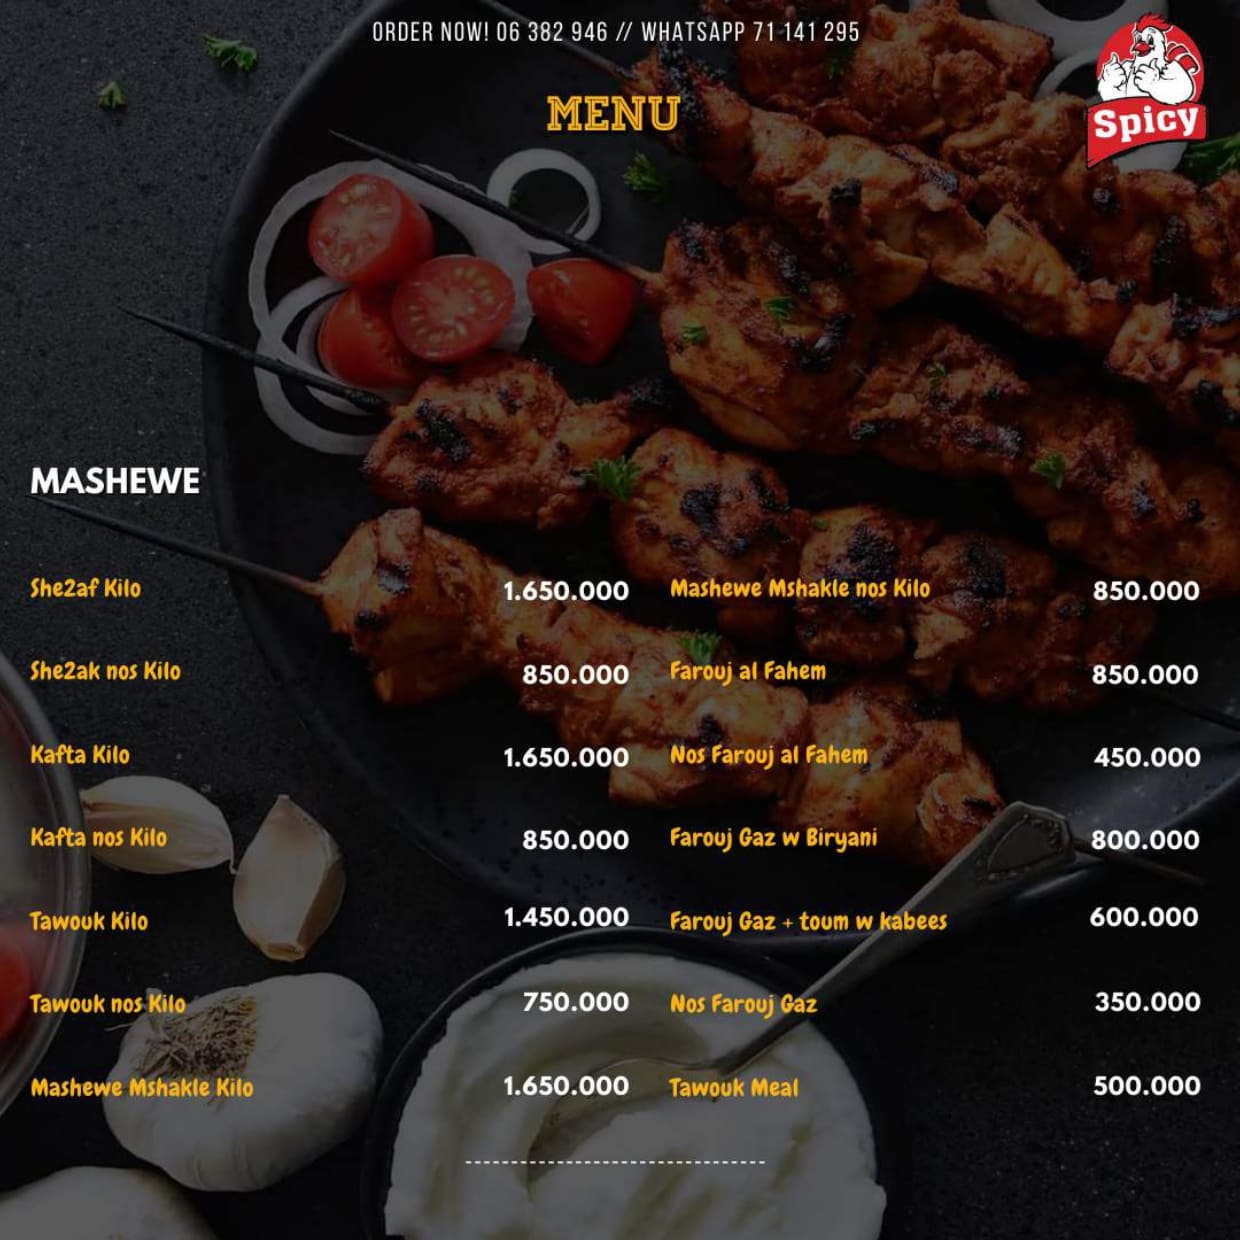 ORDER NOW! 06 382 946 // WHATSAPP 71 141 295
MENU
Spicy
MASHEWE
She2af Kilo 1.650.000
She2ak nos Kilo 850.000
Kafta Kilo 1.650.000
Kafta nos Kilo 850.000
Tawouk Kilo 1.450.000
Tawouk nos Kilo 750.000
Mashewe Mshakle Kilo 1.650.000
Mashewe Mshakle nos Kilo 850.000
Farouj al Fahem 850.000
Nos Farouj al Fahem 450.000
Farouj Gaz w Biryani 800.000
Farouj Gaz + toum w kabees 600.000
Nos Farouj Gaz 350.000
Tawouk Meal 500.000